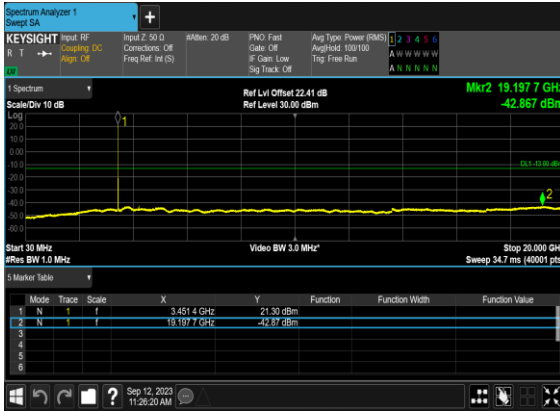 Spectrum Analyzer 1
Swept SA
+
KEYSIGHT Input: RF Input Z: 50 Ω #Atten: 20 dB PNO: Fast Avg Type: Power (RMS) 1 2 3 4 5 6
R T Coupling: DC Corrections: Off Gate: Off Avg|Hold: 100/100 A W W W W W
Align: Off Freq Ref: Int (S) IF Gain: Low Trig: Free Run
Sig Track: Off A N N N N N
1 Spectrum
Ref Lvl Offset 22.41 dB Mkr2 19.197 7 GHz
Scale/Div 10 dB Ref Level 30.00 dBm -42.867 dBm
Log
20.0
10.0
0.00
-10.0
-20.0
-30.0
-40.0
-50.0
-60.0
1
DL1 -13.00 dBm
2
Start 30 MHz Video BW 3.0 MHz* Stop 20.000 GHz
#Res BW 1.0 MHz Sweep 34.7 ms (40001 pts)
5 Marker Table
Mode Trace Scale X Y Function Function Width Function Value
1 N 1 f 3.451 4 GHz 21.30 dBm
2 N 1 f 19.197 7 GHz -42.87 dBm
3
4
5
6
? Sep 12, 2023
11:26:20 AM